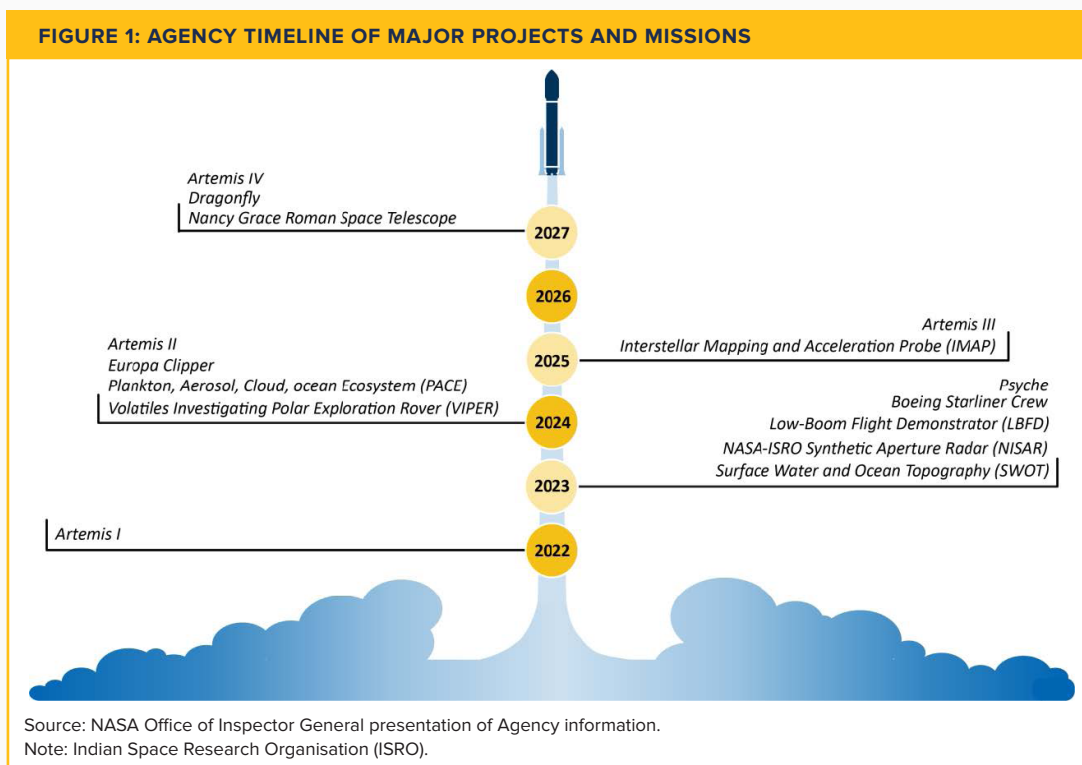 FIGURE 1: AGENCY TIMELINE OF MAJOR PROJECTS AND MISSIONS
Artemis IV
Dragonfly
Nancy Grace Roman Space Telescope
2027
2026
Artemis III
Interstellar Mapping and Acceleration Probe (IMAP)
2025
Artemis II
Europa Clipper
Plankton, Aerosol, Cloud, ocean Ecosystem (PACE)
Volatiles Investigating Polar Exploration Rover (VIPER)
2024
Psyche
Boeing Starliner Crew
Low-Boom Flight Demonstrator (LBFD)
NASA-ISRO Synthetic Aperture Radar (NISAR)
Surface Water and Ocean Topography (SWOT)
2023
Artemis I
2022
Source: NASA Office of Inspector General presentation of Agency information.
Note: Indian Space Research Organisation (ISRO).